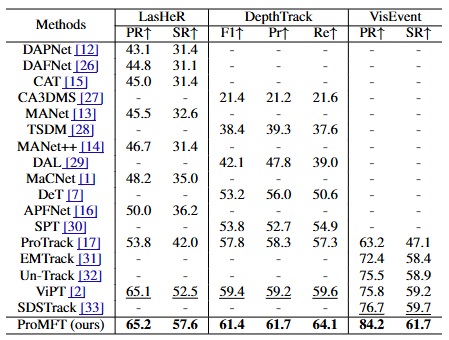 Methods LasHeR DepthTrack VisEvent
PR↑ SR↑ F1↑ Pr↑ Re↑ PR↑ SR↑
DAPNet [12] 43.1 31.4 - - - - -
DAFNet [26] 44.8 31.1 - - - - -
CAT [15] 45.0 31.4 - - - - -
CA3DMS [27] - - 21.4 21.2 21.6 - -
MANet [13] 45.5 32.6 - - - - -
TSDM [28] - - 38.4 39.3 37.6 - -
MANet++ [14] 46.7 31.4 - - - - -
DAL [29] - - 42.1 47.8 39.0 - -
MaCNet [1] 48.2 35.0 - - - - -
DeT [7] - - 53.2 56.0 50.6 - -
APFNet [16] 50.0 36.2 - - - - -
SPT [30] - - 53.8 52.7 54.9 - -
ProTrack [17] 53.8 42.0 57.8 58.3 57.3 63.2 47.1
EMTrack [31] 72.4 58.4
Un-Track [32] 75.5 58.9
ViPT [2] 65.1 52.5 59.4 59.2 59.6 75.8 59.2
SDSTrack [33] 76.7 59.7
ProMFT (ours) 65.2 57.6 61.4 61.7 64.1 84.2 61.7